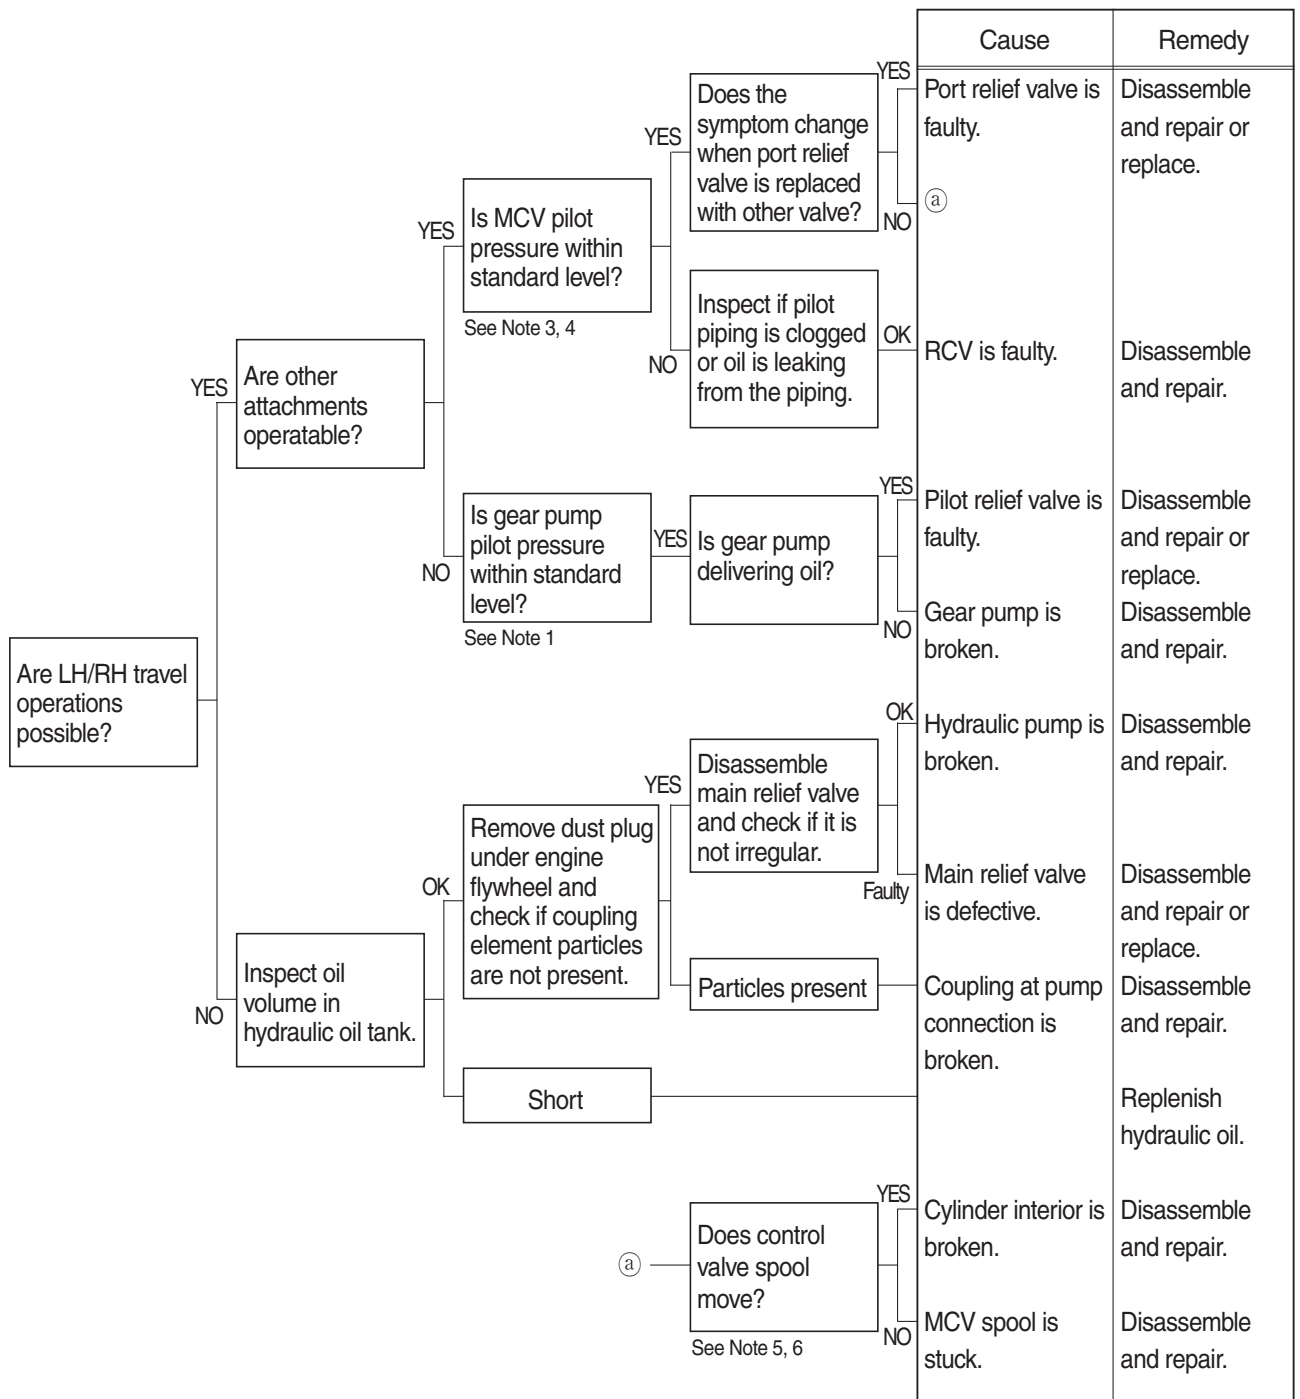 Cause
Remedy
Are LH/RH travel
operations
possible?
YES
NO
Are other
attachments
operatable?
YES
NO
Is MCV pilot
pressure within
standard level?
See Note 3, 4
YES
NO
Does the
symptom change
when port relief
valve is replaced
with other valve?
YES
Port relief valve is
faulty.
Disassemble
and repair or
replace.
NO
ⓐ
Inspect if pilot
piping is clogged
or oil is leaking
from the piping.
OK
RCV is faulty.
Disassemble
and repair.
Is gear pump
pilot pressure
within standard
level?
See Note 1
YES
Is gear pump
delivering oil?
YES
Pilot relief valve is
faulty.
Disassemble
and repair or
replace.
NO
Gear pump is
broken.
Disassemble
and repair.
Inspect oil
volume in
hydraulic oil tank.
OK
Remove dust plug
under engine
flywheel and
check if coupling
element particles
are not present.
YES
Disassemble
main relief valve
and check if it is
not irregular.
OK
Hydraulic pump is
broken.
Disassemble
and repair.
Faulty
Main relief valve
is defective.
Disassemble
and repair or
replace.
Particles present
Coupling at pump
connection is
broken.
Disassemble
and repair.
Short
Replenish
hydraulic oil.
ⓐ
Does control
valve spool
move?
See Note 5, 6
YES
Cylinder interior is
broken.
Disassemble
and repair.
NO
MCV spool is
stuck.
Disassemble
and repair.